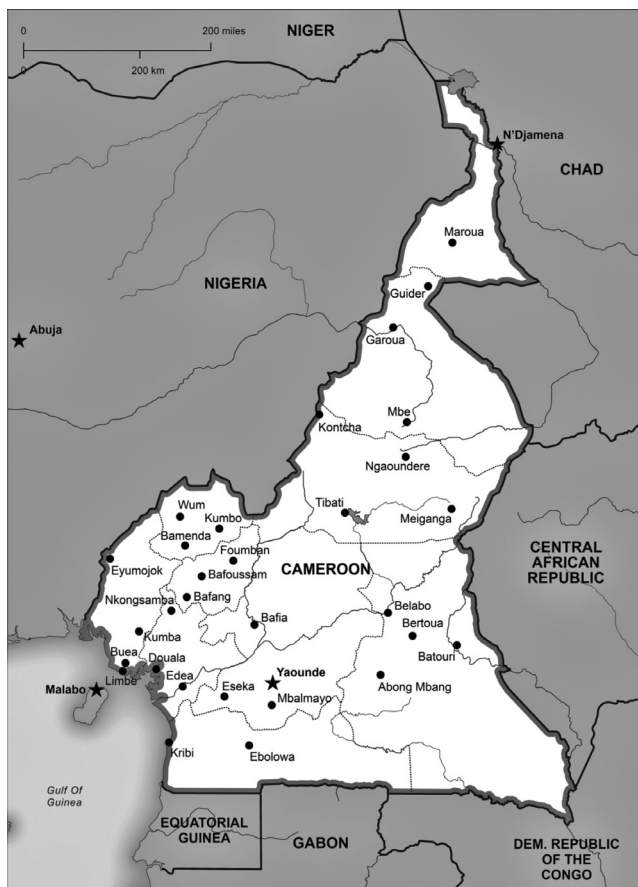 0
200 miles
0
200 km
NIGER
N'Djamena
CHAD
Maroua
NIGERIA
Guider
Abuja
Garoua
Kontcha
Mbe
Ngaoundere
Tibati
Meiganga
Wum
Kumbo
Bamenda
Foumban
CENTRAL
AFRICAN
REPUBLIC
Eyumojok
Bafoussam
CAMEROON
Nkongsamba
Bafang
Belabo
Kumba
Bafia
Bertoua
Batouri
Buea
Douala
Limbe
Edea
Eseka
Yaounde
Abong Mbang
Malabo
Mbalmayo
Kribi
Ebolowa
Gulf Of
Guinea
EQUATORIAL
GUINEA
GABON
DEM. REPUBLIC
OF THE
CONGO